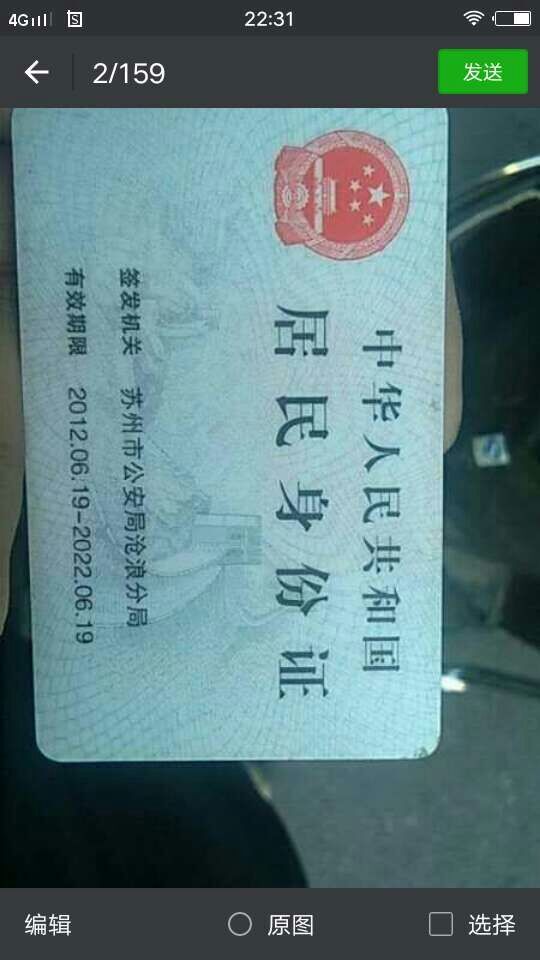 4G
22:31
2/159
发送
中华人民共和国
居民身份证
签发机关 苏州市公安局沧浪分局
有效期限 2012.06.19-2022.06.19
编辑
原图
选择